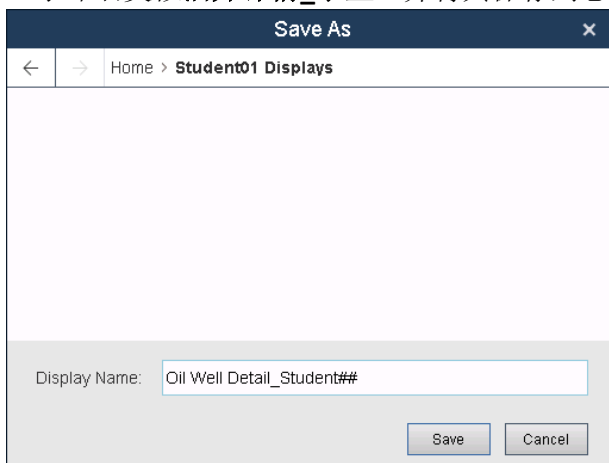 Save As
Home > Student01 Displays
Display Name: Oil Well Detail_Student##
Save Cancel